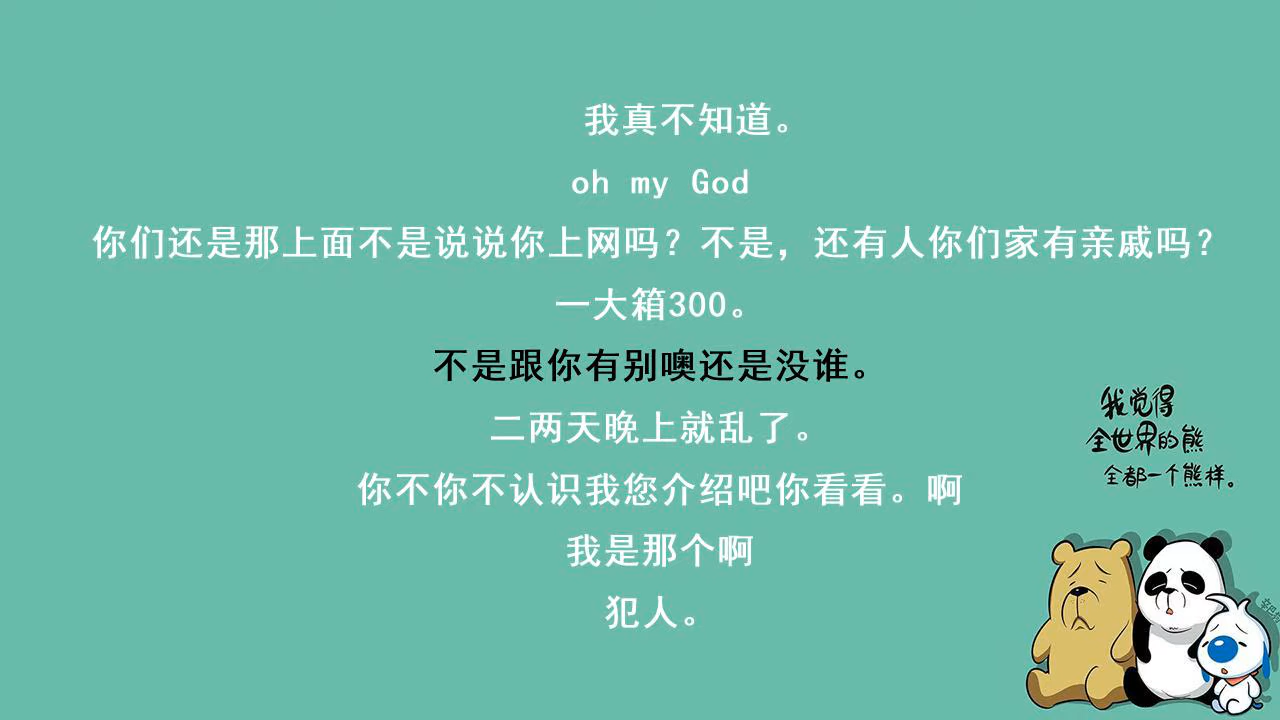 我真不知道。
oh my God
你们还是那上面不是说说你上网吗？不是，还有人你们家有亲戚吗？
一大箱300。
不是跟你有别噢还是没谁。
二两天晚上就乱了。
你不你不认识我您介绍吧你看看。啊
我是那个啊
犯人。
我觉得
全世界的熊
全都一个熊样。